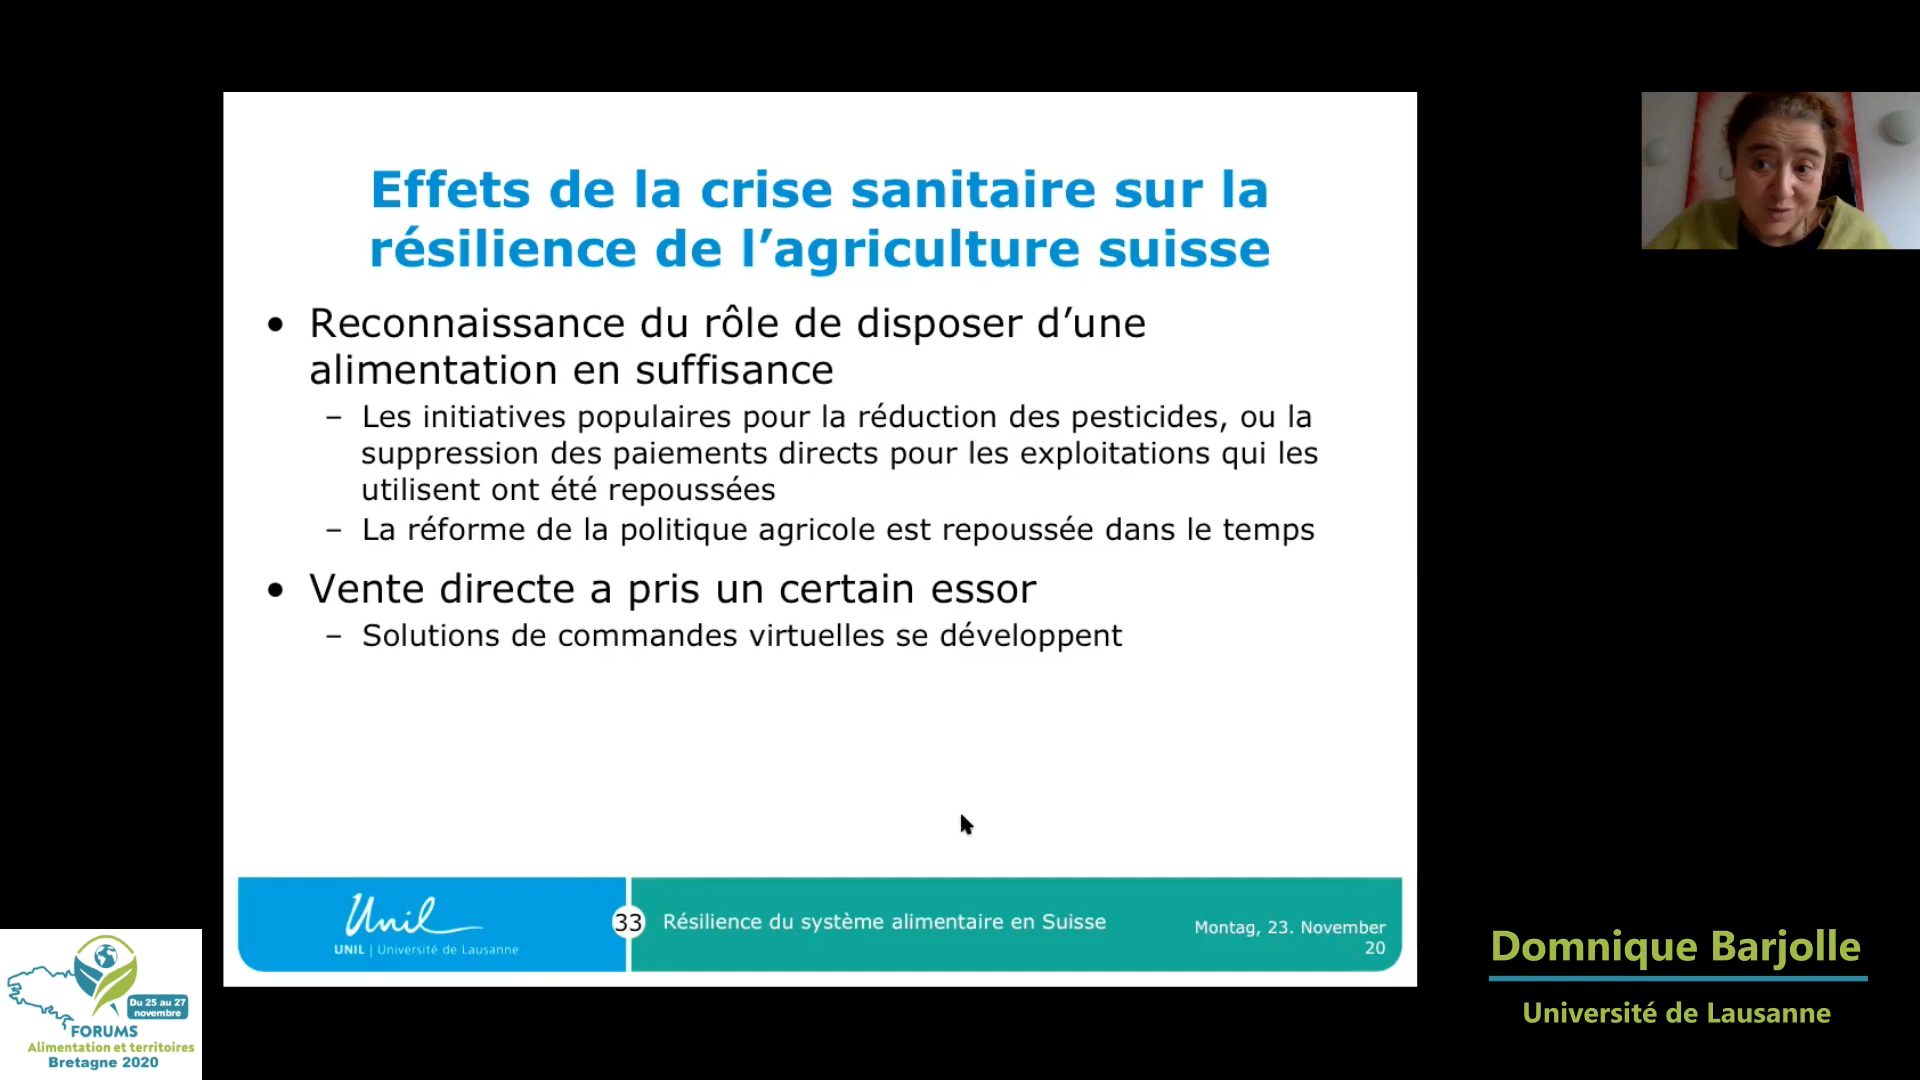 Effets de la crise sanitaire sur la
résilience de l’agriculture suisse
• Reconnaissance du rôle de disposer d’une
alimentation en suffisance
– Les initiatives populaires pour la réduction des pesticides, ou la
suppression des paiements directs pour les exploitations qui les
utilisent ont été repoussées
– La réforme de la politique agricole est repoussée dans le temps
• Vente directe a pris un certain essor
– Solutions de commandes virtuelles se développent
Unil
UNIL | Université de Lausanne
33
Résilience du système alimentaire en Suisse
Montag, 23. November
20
Du 25 au 27
novembre
FORUMS
Alimentation et territoires
Bretagne 2020
Domnique Barjolle
Université de Lausanne